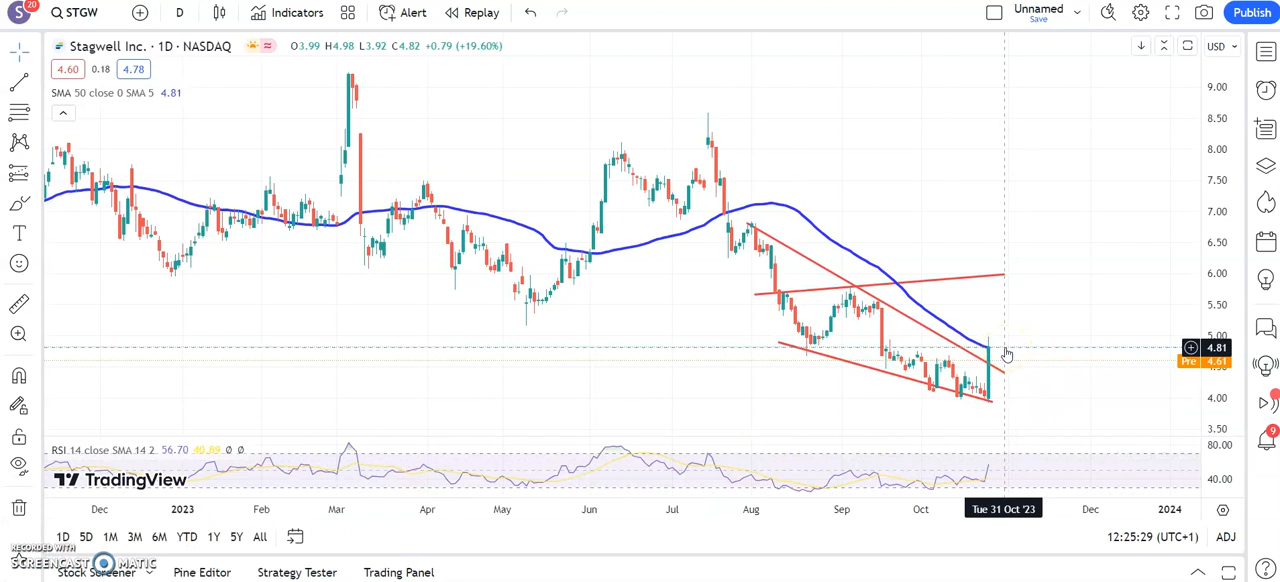 S 20 STGW D Indicators Alert Replay Unnamed Save Publish
Stagwell Inc. · 1D · NASDAQ O3.99 H4.98 L3.92 C4.82 +0.79 (+19.60%) USD
4.60 0.18 4.78
SMA 50 close 0 SMA 5 4.81
9.00
8.50
8.00
7.50
7.00
6.50
6.00
5.50
5.00
4.81
Pre 4.61
4.00
3.50
RSI 14 close SMA 14 2 56.70 40.89 Ø Ø 80.00
TradingView 40.00
9
Dec 2023 Feb Mar Apr May Jun Jul Aug Sep Oct Tue 31 Oct '23 Dec 2024
1D 5D 1M 3M 6M YTD 1Y 5Y All 12:25:29 (UTC+1) ADJ
RECORDED WITH
SCREENCAST MATIC
Stock Screener Pine Editor Strategy Tester Trading Panel